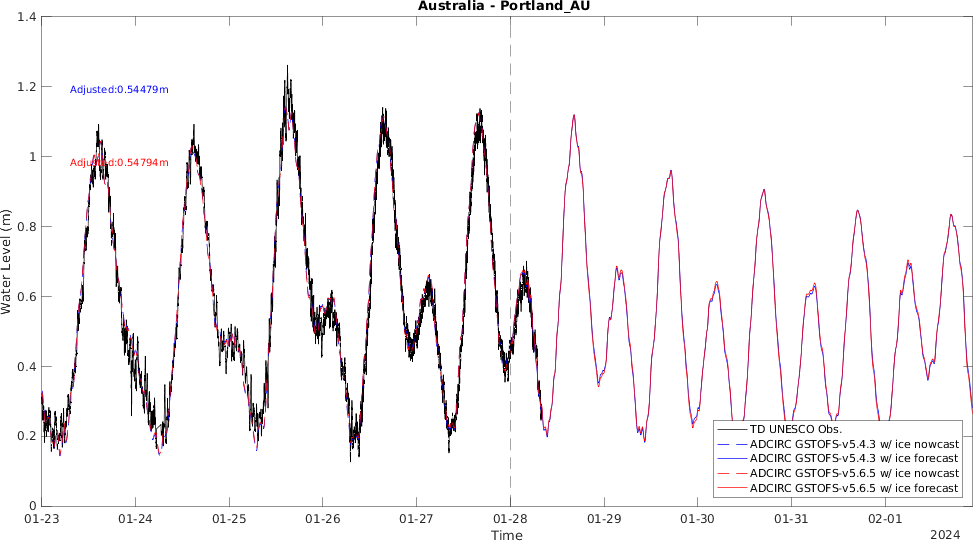 Australia - Portland_AU
1.4
1.2
1
0.8
0.6
0.4
0.2
0
Water Level (m)
Adjusted:0.54479m
Adjusted:0.54794m
TD UNESCO Obs.
ADCIRC GSTOFS-v5.4.3 w/ ice nowcast
ADCIRC GSTOFS-v5.4.3 w/ ice forecast
ADCIRC GSTOFS-v5.6.5 w/ ice nowcast
ADCIRC GSTOFS-v5.6.5 w/ ice forecast
01-23 01-24 01-25 01-26 01-27 01-28 01-29 01-30 01-31 02-01
Time
2024